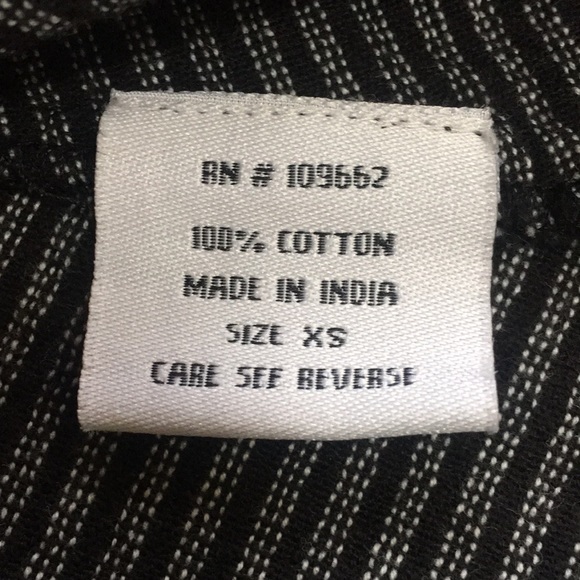 RN # 109662
100% COTTON
MADE IN INDIA
SIZE XS
CARE SEE REVERSE